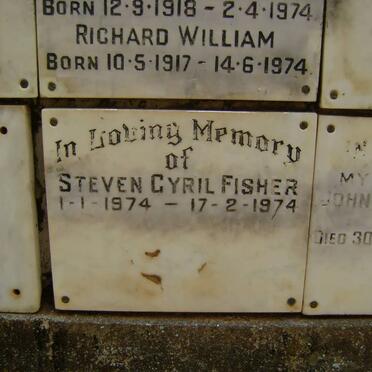 BORN 12·9·1918 - 2·4·1974
RICHARD WILLIAM
BORN 10·5·1917 - 14·6·1974
In Loving Memory
of
STEVEN CYRIL FISHER
1-1-1974 - 17-2-1974
IN
MY
JOHN
DIED 30